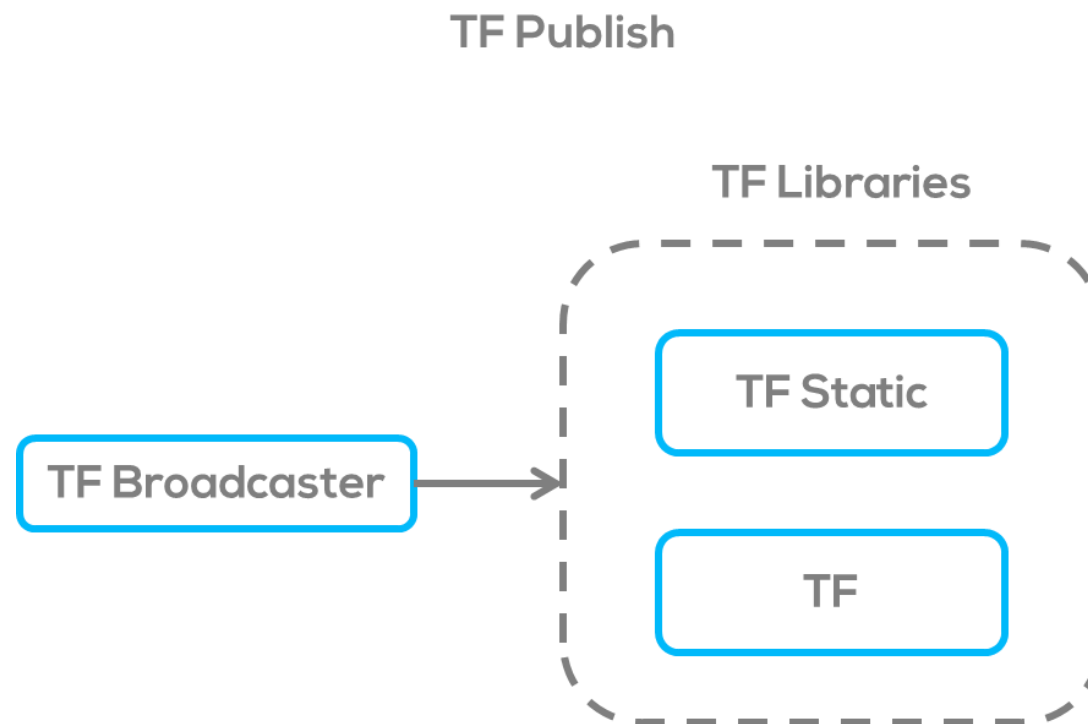 TF Publish
TF Libraries
TF Static
TF Broadcaster
TF